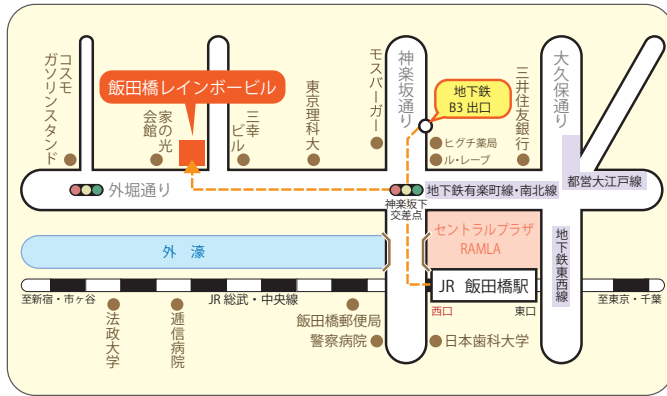 コスモ
ガソリンスタンド
飯田橋レインボービル
家の光
会館
三幸
ビル
東京理科大
モスバーガー
神楽坂通り
地下鉄
B3 出口
三井住友銀行
大久保通り
ヒグチ薬局
ル・レーブ
外堀通り
神楽坂下
交差点
地下鉄有楽町線・南北線
都営大江戸線
外 濠
セントラルプラザ
RAMLA
地下鉄東西線
JR 飯田橋駅
至新宿・市ヶ谷
JR 総武・中央線
西口
東口
至東京・千葉
法政大学
逓信病院
飯田橋郵便局
警察病院
日本歯科大学